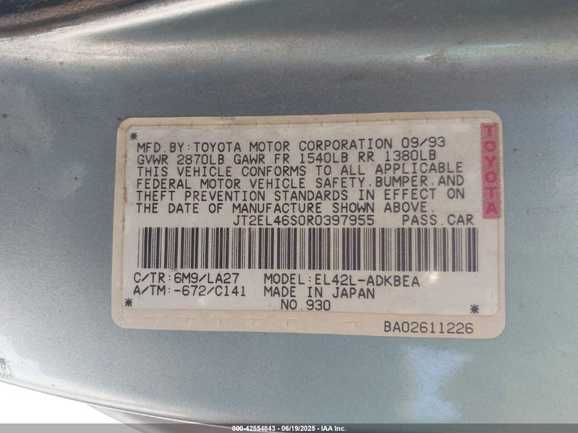 MFD.BY:TOYOTA MOTOR CORPORATION 09/93
GVWR 2870LB GAWR FR 1540LB RR 1380LB
THIS VEHICLE CONFORMS TO ALL APPLICABLE
FEDERAL MOTOR VEHICLE SAFETY,BUMPER,AND
THEFT PREVENTION STANDARDS IN EFFECT ON
THE DATE OF MANUFACTURE SHOWN ABOVE.
JT2EL46S0R0397955 PASS.CAR
TOYOTA
C/TR:6M9/LA27 MODEL:EL42L-ADKBEA
A/TM:-672/C141 MADE IN JAPAN
NO.930
BA02611226
000-42554843 - 06/19/2025 - IAA Inc.